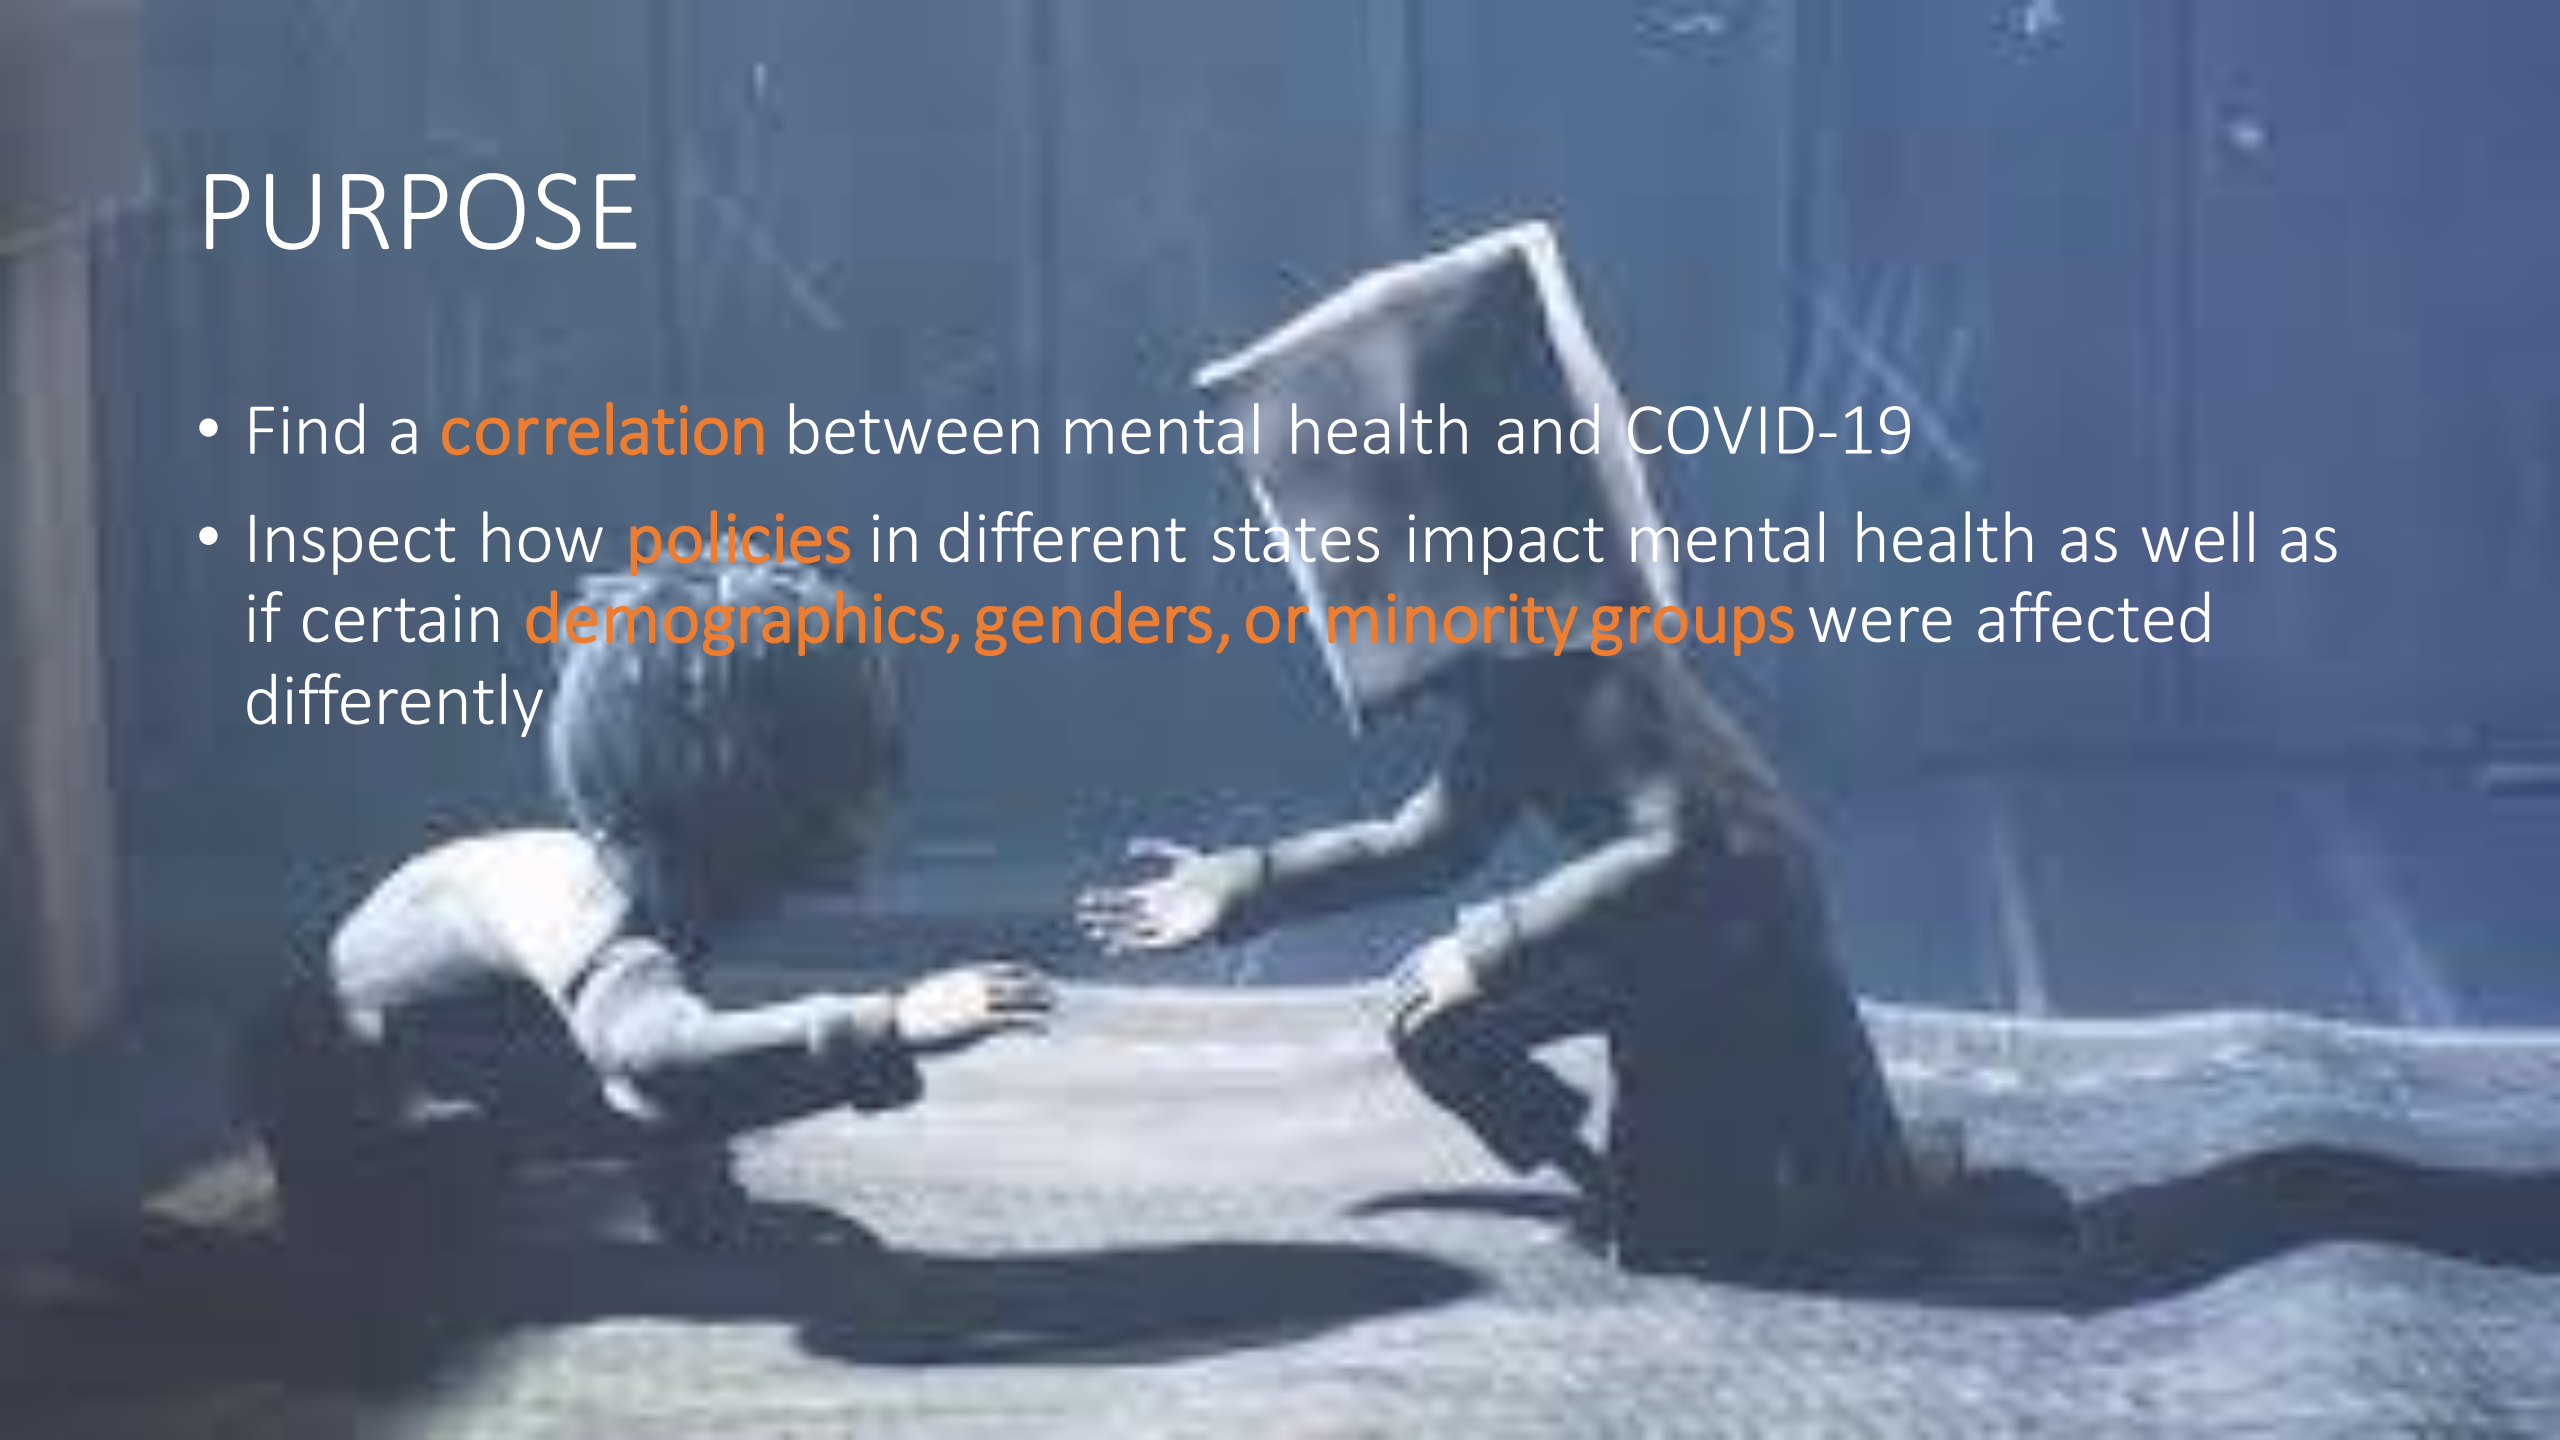 PURPOSE
• Find a correlation between mental health and COVID-19
• Inspect how policies in different states impact mental health as well as
if certain demographics, genders, or minority groups were affected
differently